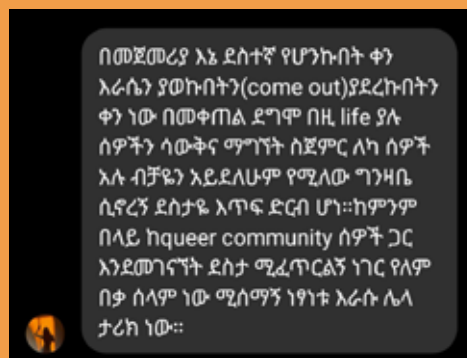 በመጀመሪያ እኔ ደስተኛ የሆንኩበት ቀን
እራሴን ያወኩበትን(come out)ያደረኩበትን
ቀን ነው በመቀጠል ደግሞ በዚ life ያሉ
ሰዎችን ሳውቅና ማግኘት ስጀምር ለካ ሰዎች
አሉ ብቻዬን አይደለሁም የሚለው ግንዛቤ
ሲኖረኝ ደስታዬ እጥፍ ድርብ ሆነ።ከምንም
በላይ ከqueer community ሰዎች ጋር
እንደመገናኘት ደስታ ሚፈጥርልኝ ነገር የለም
በቃ ሰላም ነው ሚሰማኝ ነፃነቱ እራሱ ሌላ
ታሪክ ነው።